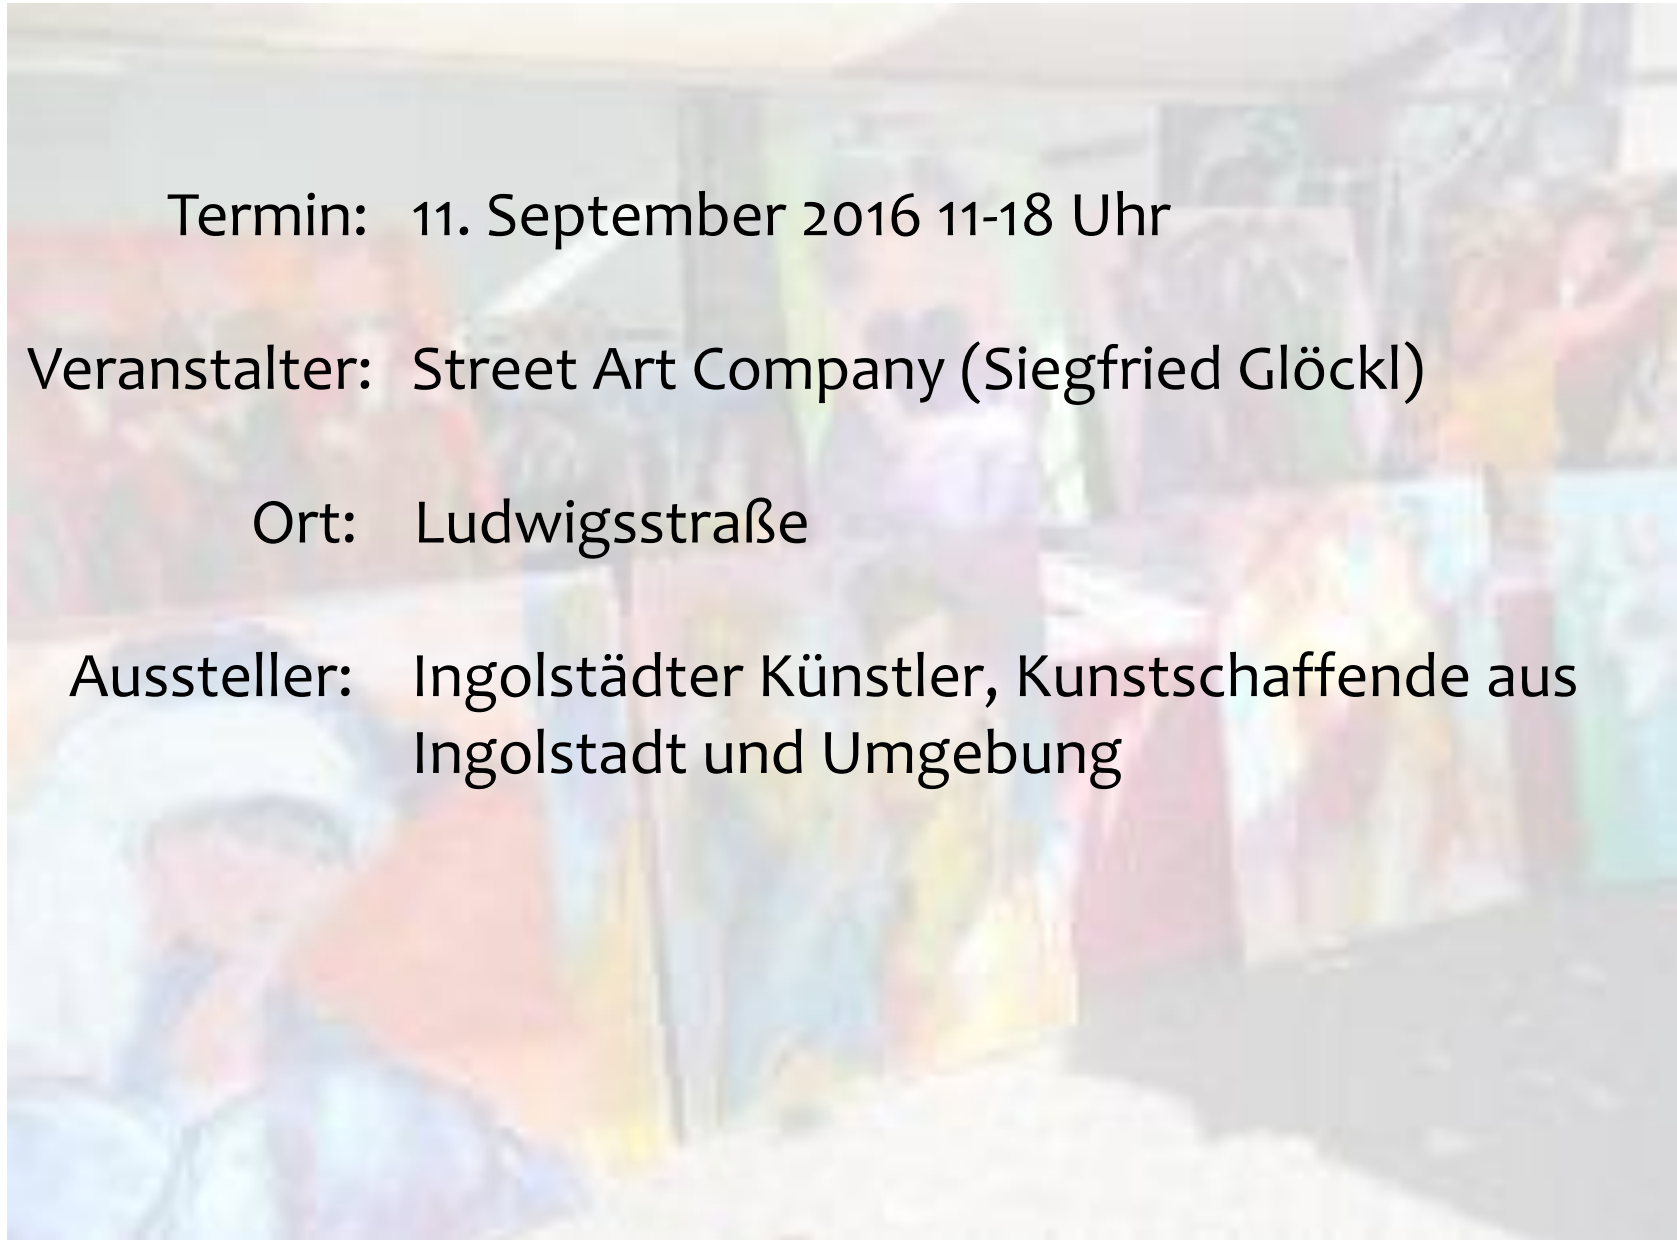 Termin: 11. September 2016 11-18 Uhr
Veranstalter: Street Art Company (Siegfried Glöckl)
Ort: Ludwigsstraße
Aussteller: Ingolstädter Künstler, Kunstschaffende aus
Ingolstadt und Umgebung